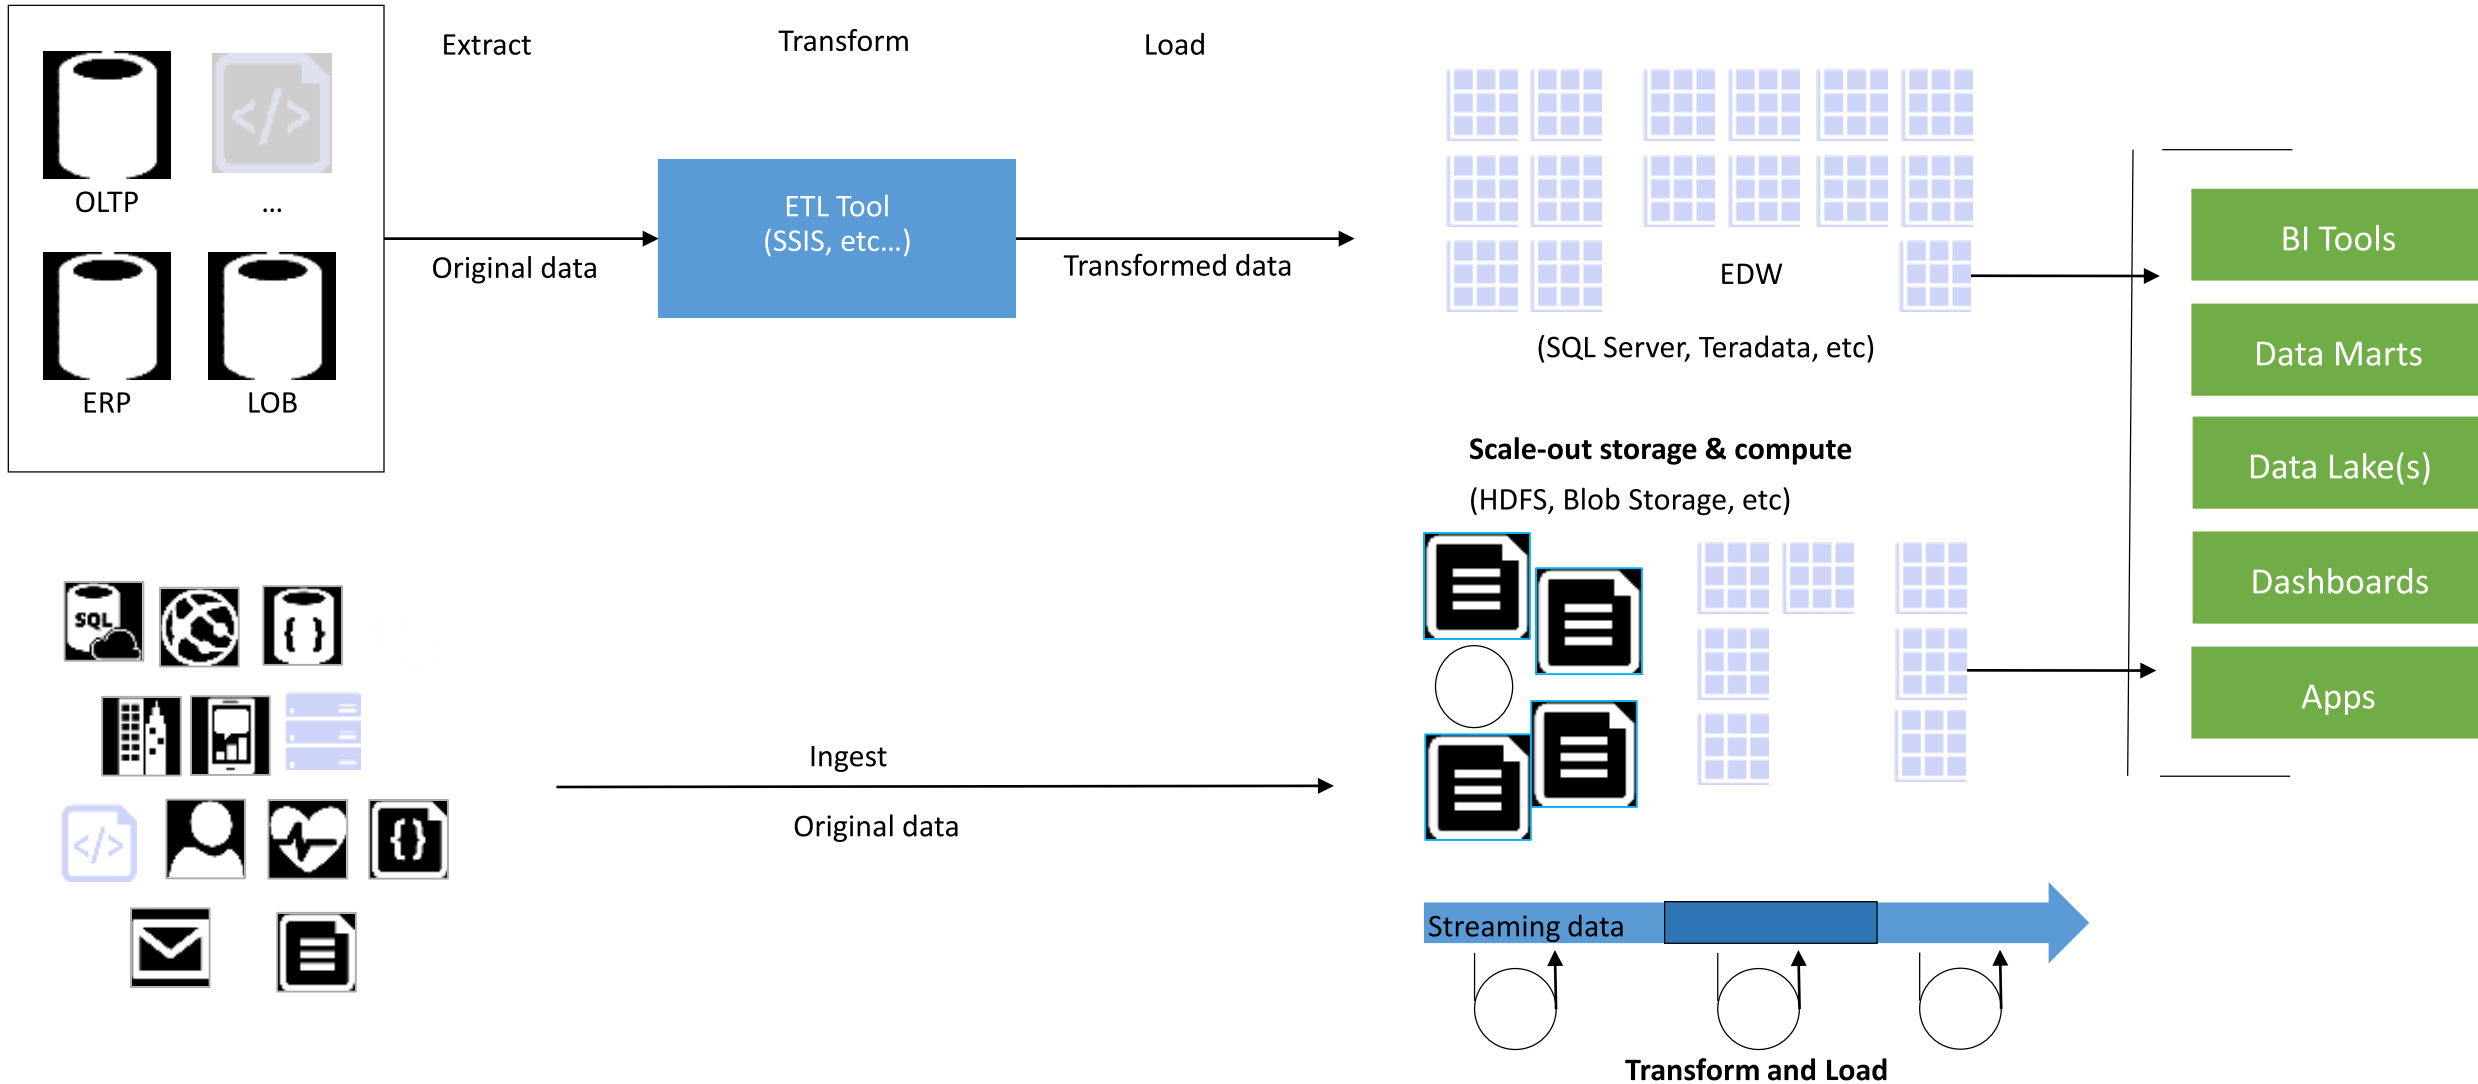 Extract
Transform
Load
OLTP
...
ERP
LOB
Original data
ETL Tool
(SSIS, etc...)
Transformed data
EDW
(SQL Server, Teradata, etc)
BI Tools
Data Marts
Data Lake(s)
Dashboards
Apps
Scale-out storage & compute
(HDFS, Blob Storage, etc)
SQL
</>
{ }
</>
{}
Ingest
Original data
Streaming data
Transform and Load